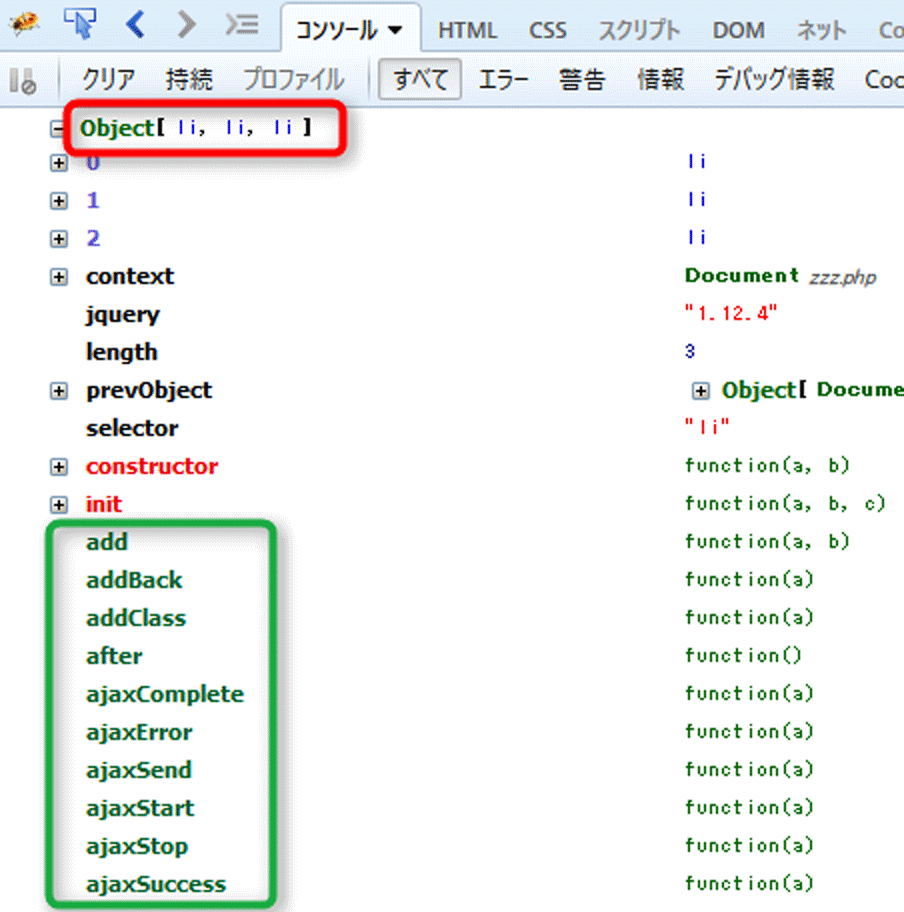 コンソール HTML CSS スクリプト DOM ネット Co
クリア 持続 プロファイル すべて エラー 警告 情報 デバッグ情報 Coo
Object[ li, li, li ]
0 li
1 li
2 li
context Document zzz.php
jquery "1.12.4"
length 3
prevObject Object[ Docume
selector "li"
constructor function(a, b)
init function(a, b, c)
add function(a, b)
addBack function(a)
addClass function(a)
after function()
ajaxComplete function(a)
ajaxError function(a)
ajaxSend function(a)
ajaxStart function(a)
ajaxStop function(a)
ajaxSuccess function(a)